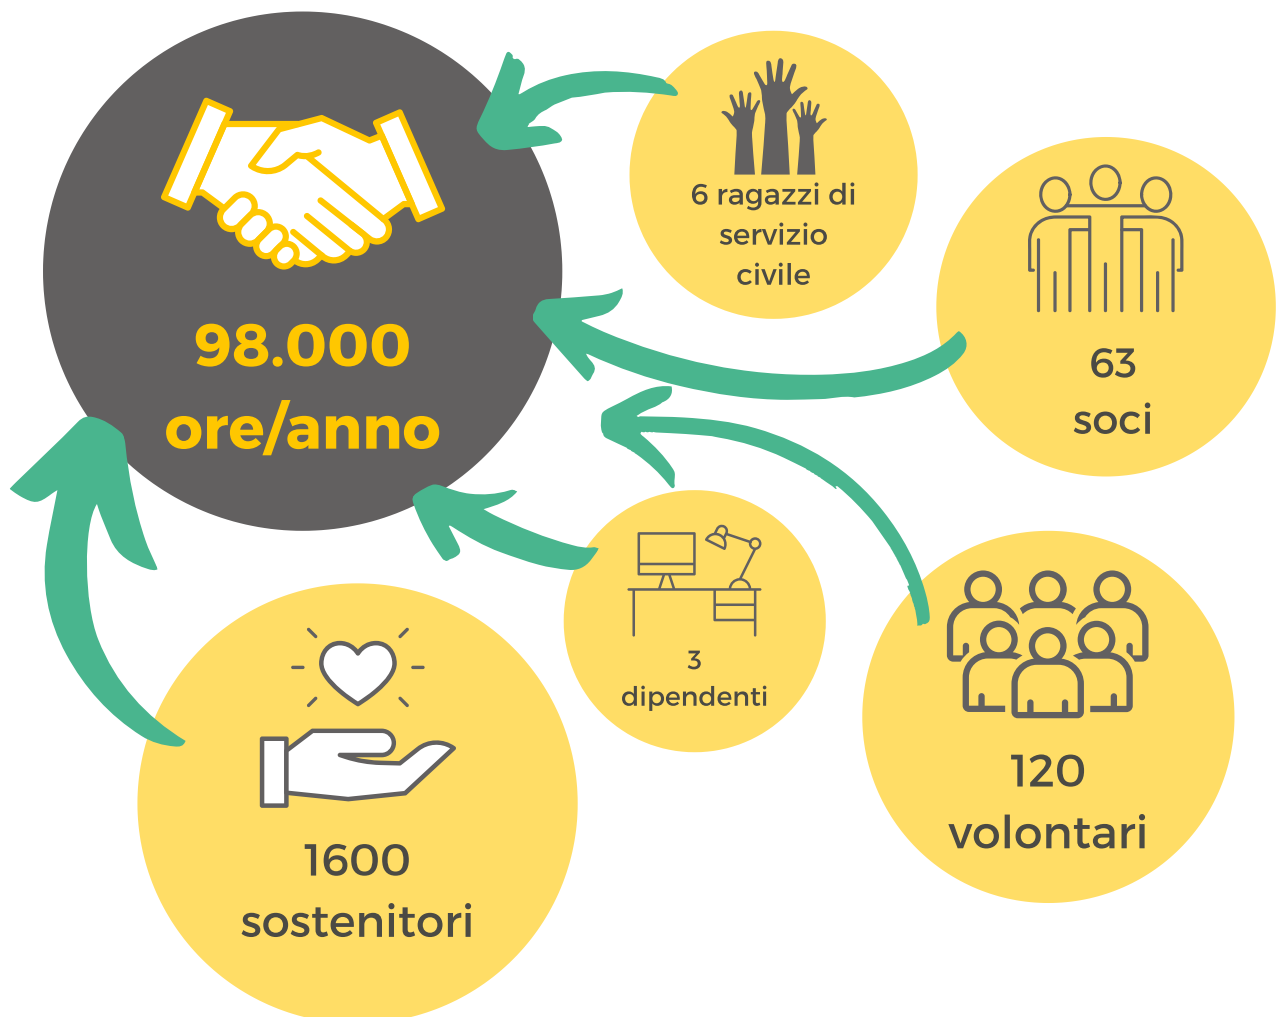 98.000
ore/anno
6 ragazzi di
servizio
civile
63
soci
3
dipendenti
120
volontari
1600
sostenitori